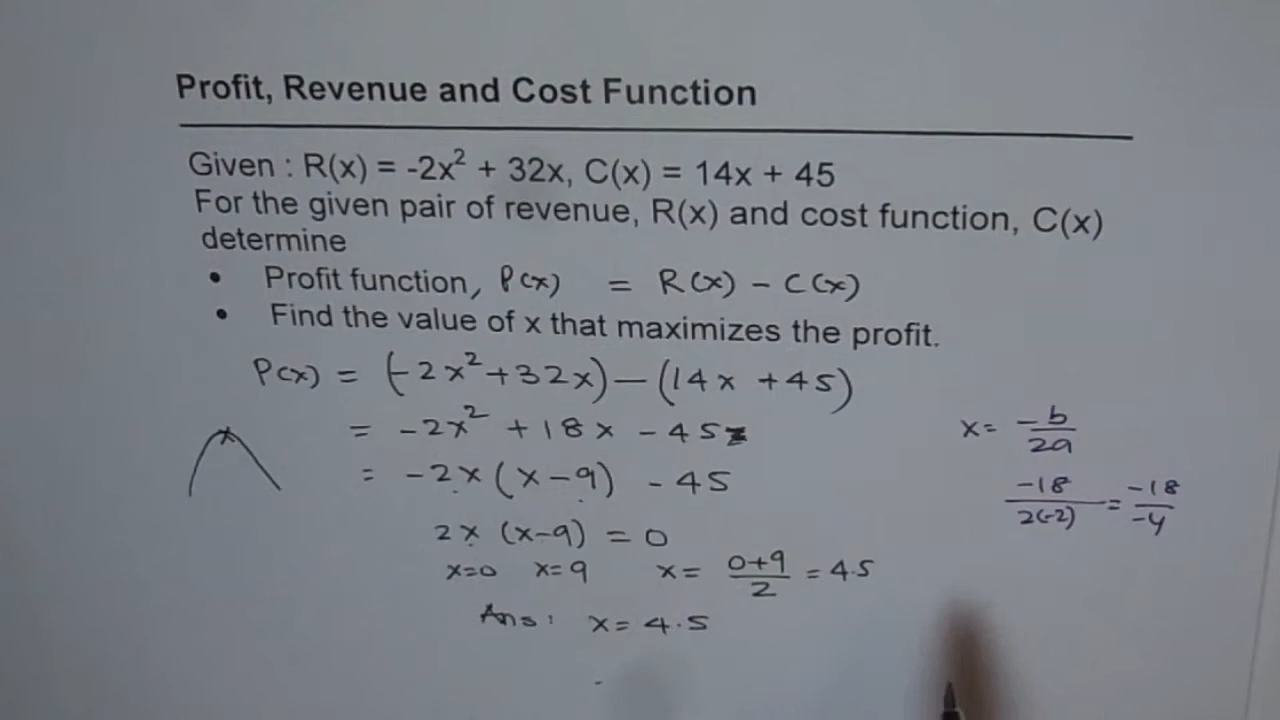 Profit, Revenue and Cost Function
Given : R(x) = -2x² + 32x, C(x) = 14x + 45
For the given pair of revenue, R(x) and cost function, C(x)
determine
• Profit function, P(x) = R(x) - C(x)
• Find the value of x that maximizes the profit.
P(x) = (-2x²+32x) - (14x +45)
= -2x² + 18x - 45
= -2x(x-9) - 45
2x (x-9) = 0
x=0 x=9 x= (0+9)/2 = 4.5
Ans: x= 4.5
x= -b/2a
-18/2(-2) = -18/-4